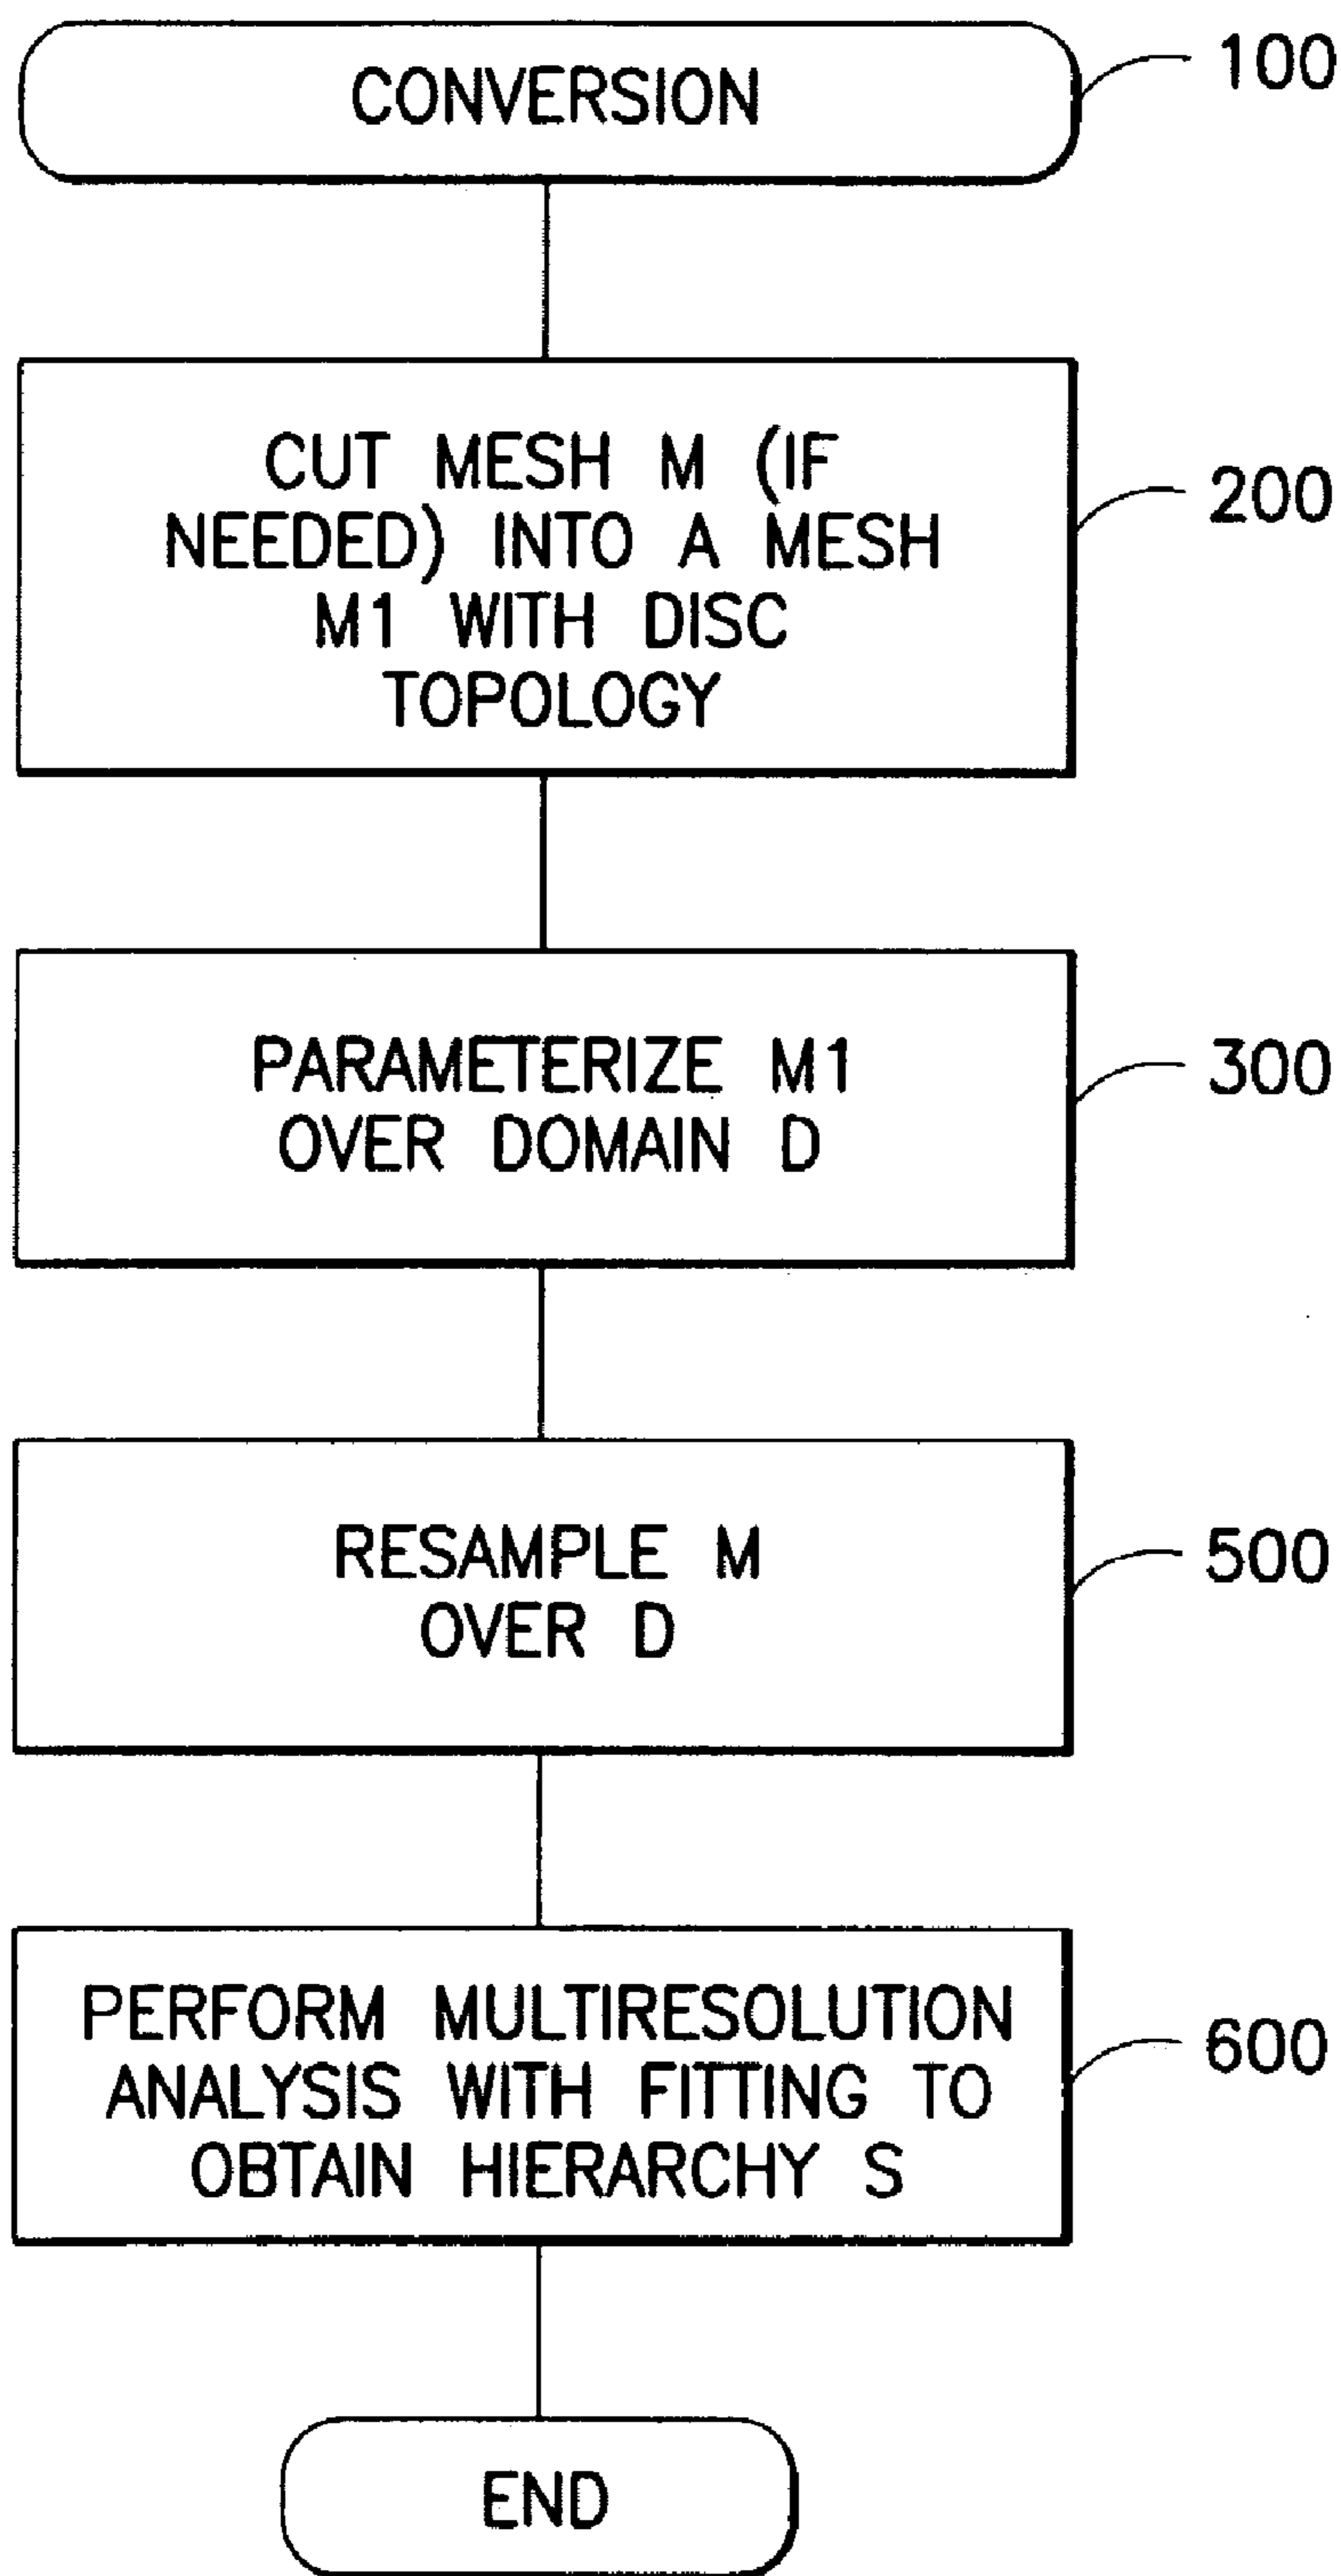 CONVERSION
100
CUT MESH M (IF
NEEDED) INTO A MESH
M1 WITH DISC
TOPOLOGY
200
PARAMETERIZE M1
OVER DOMAIN D
300
RESAMPLE M
OVER D
500
PERFORM MULTIRESOLUTION
ANALYSIS WITH FITTING TO
OBTAIN HIERARCHY S
600
END